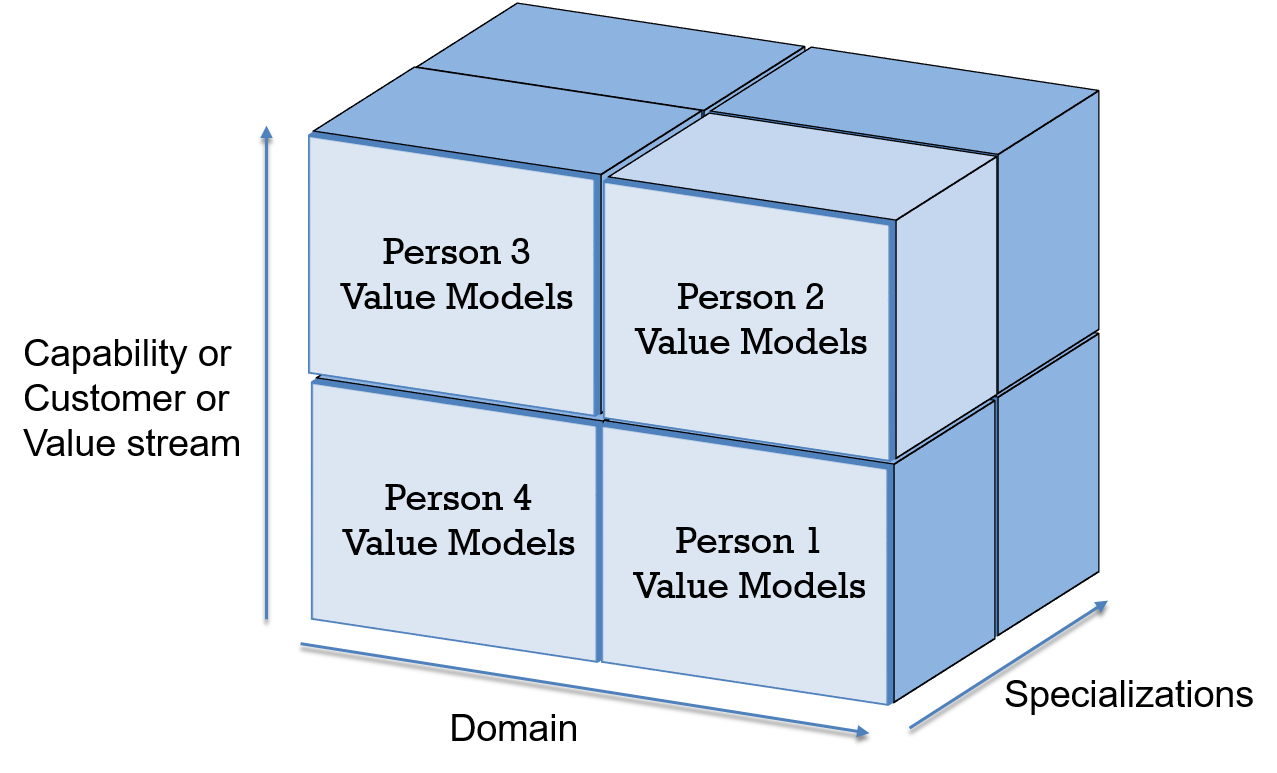 Person 3
Value Models
Person 2
Value Models
Capability or
Customer or
Value stream
Person 4
Value Models
Person 1
Value Models
Specializations
Domain